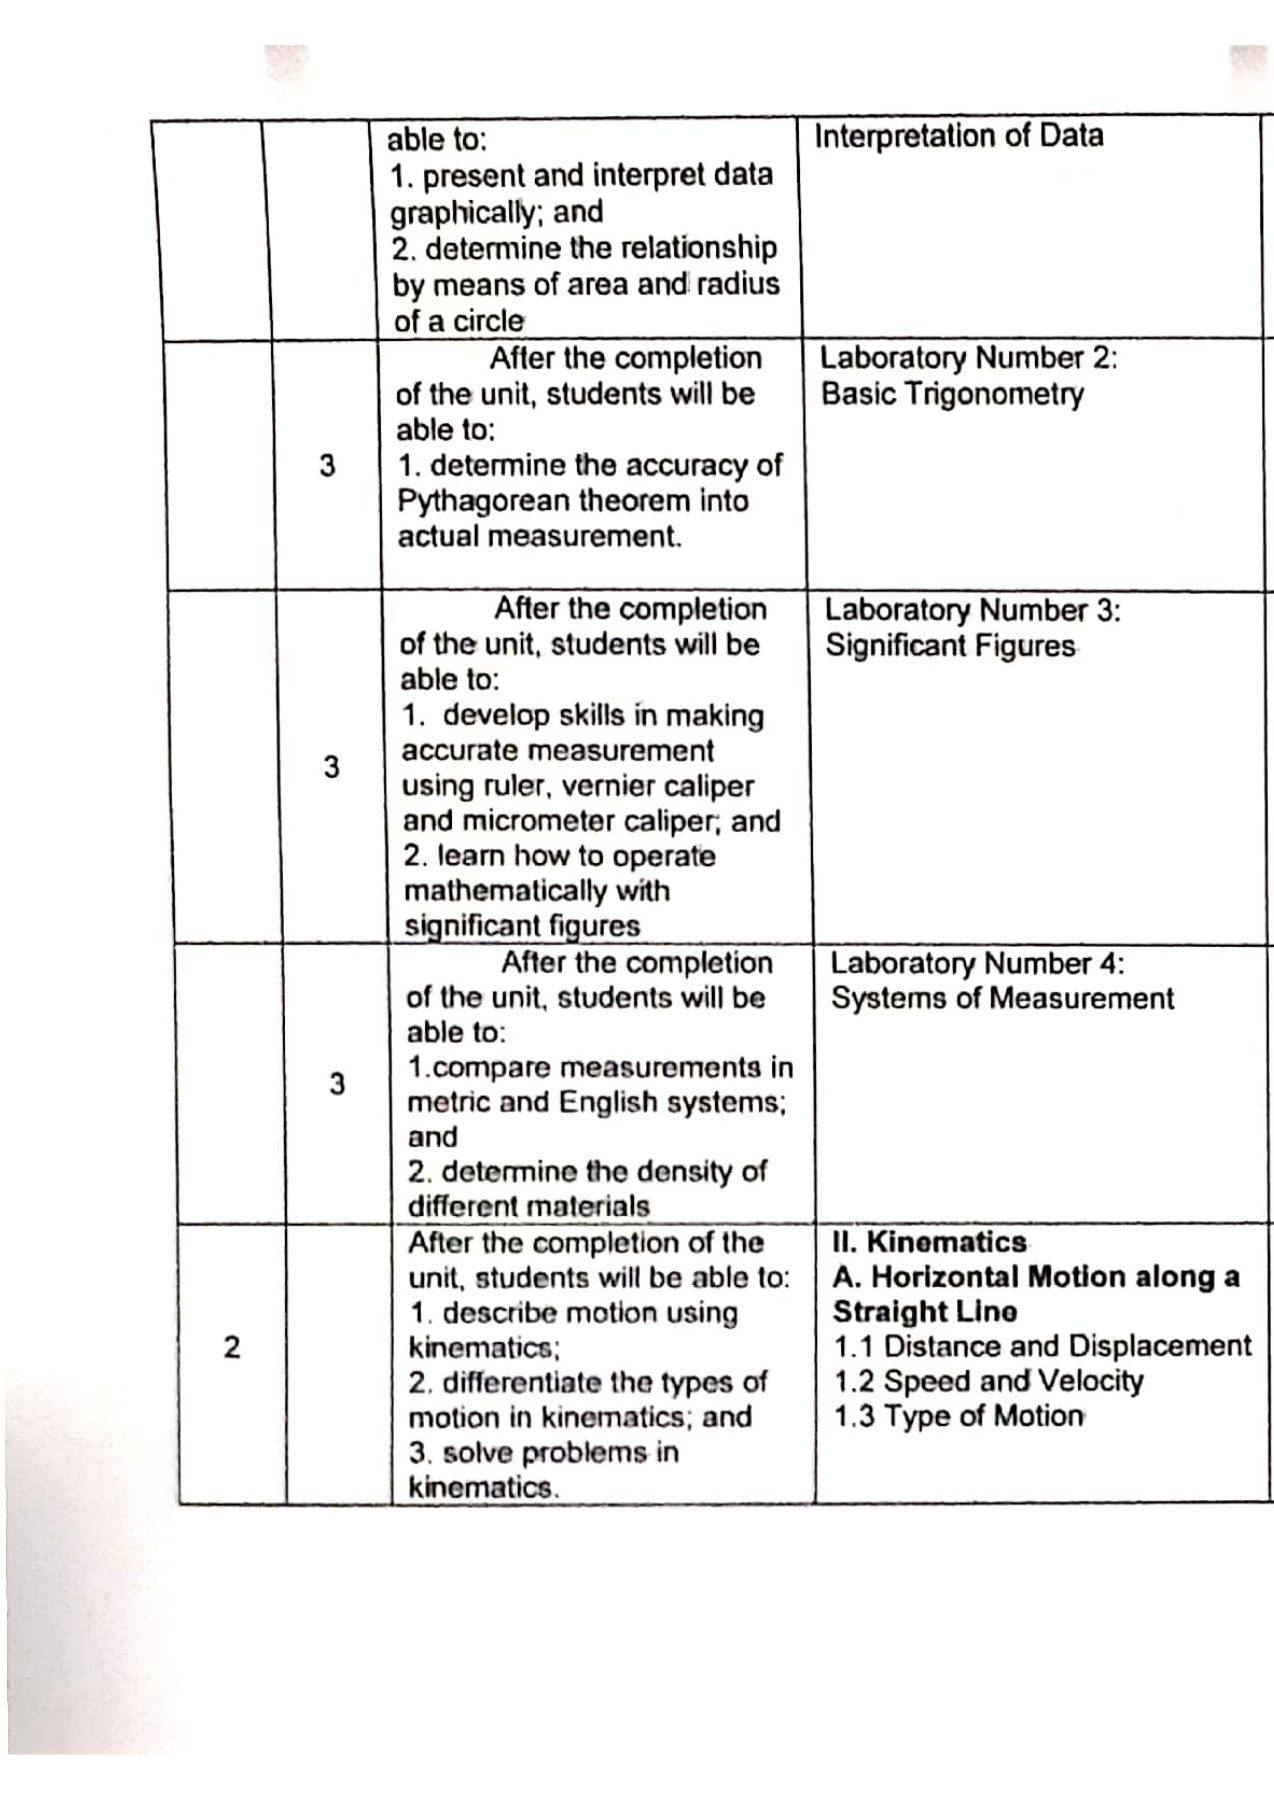 able to:
1. present and interpret data
graphically; and
2. determine the relationship
by means of area and radius
of a circle
Interpretation of Data
3
After the completion
of the unit, students will be
able to:
1. determine the accuracy of
Pythagorean theorem into
actual measurement.
Laboratory Number 2:
Basic Trigonometry
3
After the completion
of the unit, students will be
able to:
1. develop skills in making
accurate measurement
using ruler, vernier caliper
and micrometer caliper; and
2. learn how to operate
mathematically with
significant figures
Laboratory Number 3:
Significant Figures
3
After the completion
of the unit, students will be
able to:
1.compare measurements in
metric and English systems;
and
2. determine the density of
different materials
Laboratory Number 4:
Systems of Measurement
2
After the completion of the
unit, students will be able to:
1. describe motion using
kinematics;
2. differentiate the types of
motion in kinematics; and
3. solve problems in
kinematics.
II. Kinematics
A. Horizontal Motion along a
Straight Line
1.1 Distance and Displacement
1.2 Speed and Velocity
1.3 Type of Motion